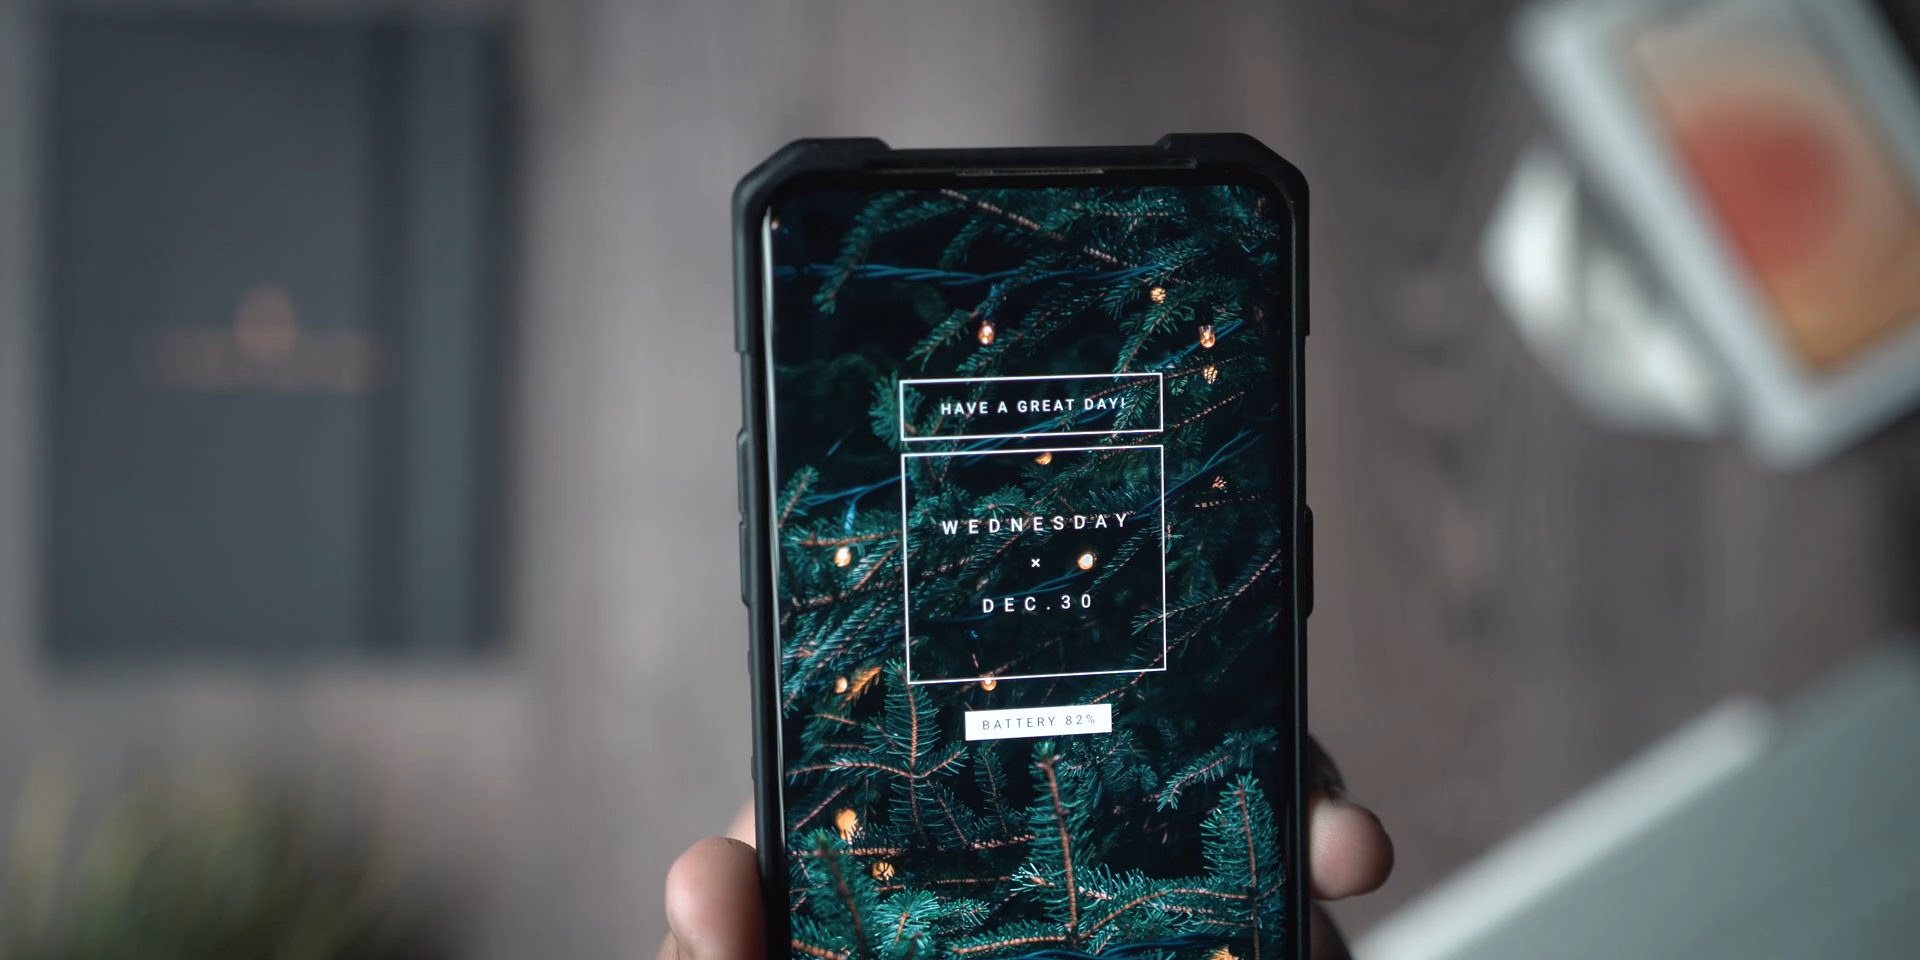 HAVE A GREAT DAY!
WEDNESDAY
×
DEC.30
BATTERY 82%